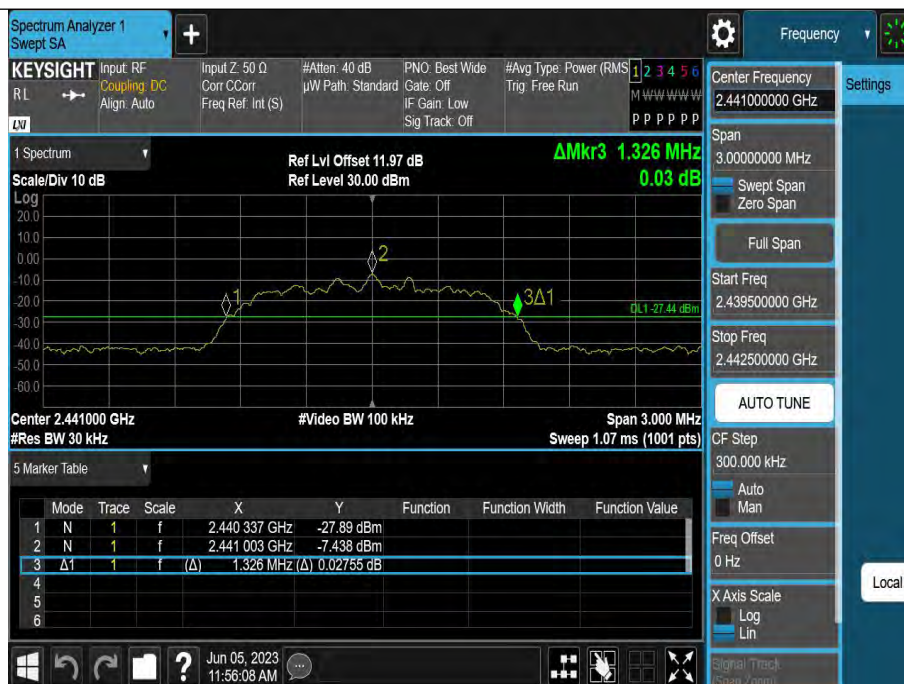 Spectrum Analyzer 1
Swept SA
Frequency
KEYSIGHT
RL
LXI
Input: RF
Coupling: DC
Align: Auto
Input Z: 50 Ω
Corr CCorr
Freq Ref: Int (S)
#Atten: 40 dB
µW Path: Standard
PNO: Best Wide
Gate: Off
IF Gain: Low
Sig Track: Off
#Avg Type: Power (RMS
Trig: Free Run
1 2 3 4 5 6
M W W W W W
P P P P P P
Center Frequency
2.441000000 GHz
Settings
1 Spectrum
Scale/Div 10 dB
Ref Lvl Offset 11.97 dB
Ref Level 30.00 dBm
ΔMkr3 1.326 MHz
0.03 dB
Log
20.0
10.0
0.00
-10.0
-20.0
-30.0
-40.0
-50.0
-60.0
1
2
3Δ1
DL1 -27.44 dBm
Center 2.441000 GHz
#Res BW 30 kHz
#Video BW 100 kHz
Span 3.000 MHz
Sweep 1.07 ms (1001 pts)
Span
3.00000000 MHz
Swept Span
Zero Span
Full Span
Start Freq
2.439500000 GHz
Stop Freq
2.442500000 GHz
AUTO TUNE
CF Step
300.000 kHz
Auto
Man
Freq Offset
0 Hz
X Axis Scale
Log
Lin
Signal Track
(Span Zoom)
Local
5 Marker Table
Mode Trace Scale X Y Function Function Width Function Value
1 N 1 f 2.440 337 GHz -27.89 dBm
2 N 1 f 2.441 003 GHz -7.438 dBm
3 Δ1 1 f (Δ) 1.326 MHz (Δ) 0.02755 dB
4
5
6
Jun 05, 2023
11:56:08 AM